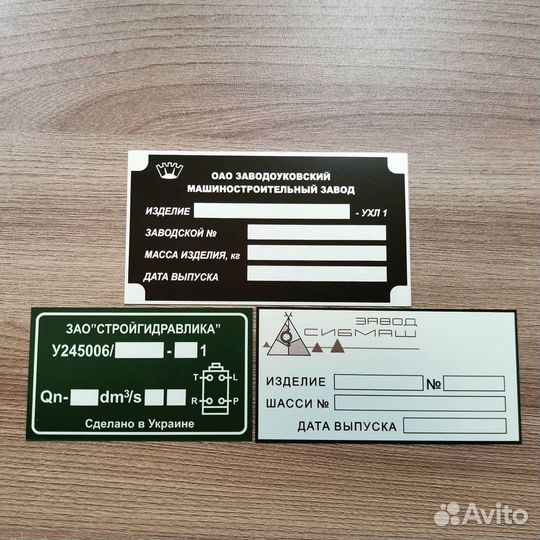 ОАО ЗАВОДОУКОВСКИЙ
МАШИНОСТРОИТЕЛЬНЫЙ ЗАВОД
ИЗДЕЛИЕ - УХЛ 1
ЗАВОДСКОЙ №
МАССА ИЗДЕЛИЯ, кг
ДАТА ВЫПУСКА
ЗАО"СТРОЙГИДРАВЛИКА"
У245006/ - 1
T L
Qn- dm³/s
R P
Сделано в Украине
ЗАВОД
СИБМАШ
ИЗДЕЛИЕ №
ШАССИ №
ДАТА ВЫПУСКА
Avito